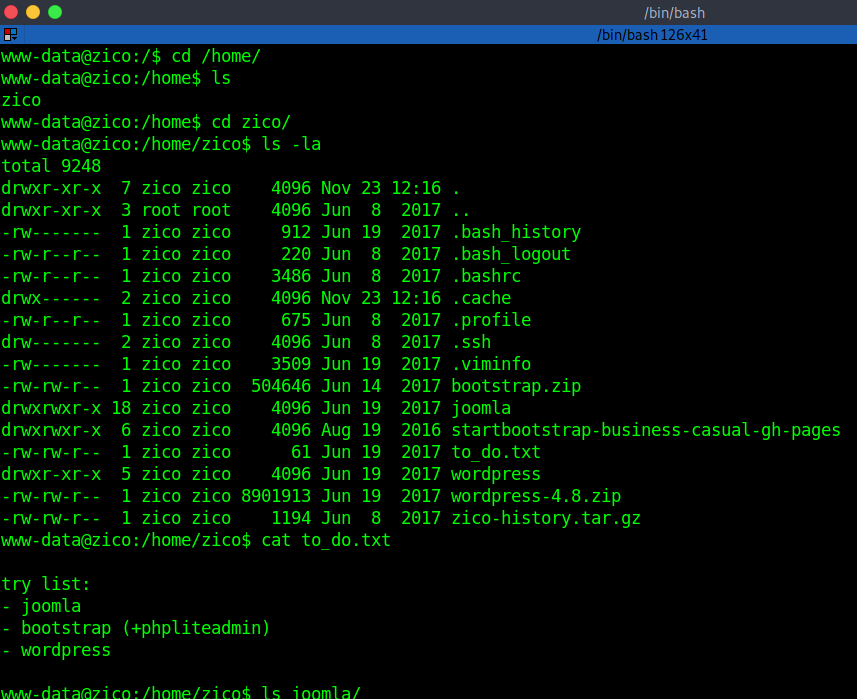 /bin/bash
/bin/bash 126x41
www-data@zico:/$ cd /home/
www-data@zico:/home$ ls
zico
www-data@zico:/home$ cd zico/
www-data@zico:/home/zico$ ls -la
total 9248
drwxr-xr-x  7 zico zico    4096 Nov 23 12:16 .
drwxr-xr-x  3 root root    4096 Jun  8  2017 ..
-rw-------  1 zico zico     912 Jun 19  2017 .bash_history
-rw-r--r--  1 zico zico     220 Jun  8  2017 .bash_logout
-rw-r--r--  1 zico zico    3486 Jun  8  2017 .bashrc
drwx------  2 zico zico    4096 Nov 23 12:16 .cache
-rw-r--r--  1 zico zico     675 Jun  8  2017 .profile
drw-------  2 zico zico    4096 Jun  8  2017 .ssh
-rw-------  1 zico zico    3509 Jun 19  2017 .viminfo
-rw-rw-r--  1 zico zico  504646 Jun 14  2017 bootstrap.zip
drwxrwxr-x 18 zico zico    4096 Jun 19  2017 joomla
drwxrwxr-x  6 zico zico    4096 Aug 19  2016 startbootstrap-business-casual-gh-pages
-rw-rw-r--  1 zico zico      61 Jun 19  2017 to_do.txt
drwxr-xr-x  5 zico zico    4096 Jun 19  2017 wordpress
-rw-rw-r--  1 zico zico 8901913 Jun 19  2017 wordpress-4.8.zip
-rw-rw-r--  1 zico zico    1194 Jun  8  2017 zico-history.tar.gz
www-data@zico:/home/zico$ cat to_do.txt
try list:
- joomla
- bootstrap (+phpliteadmin)
- wordpress
www-data@zico:/home/zico$ ls joomla/